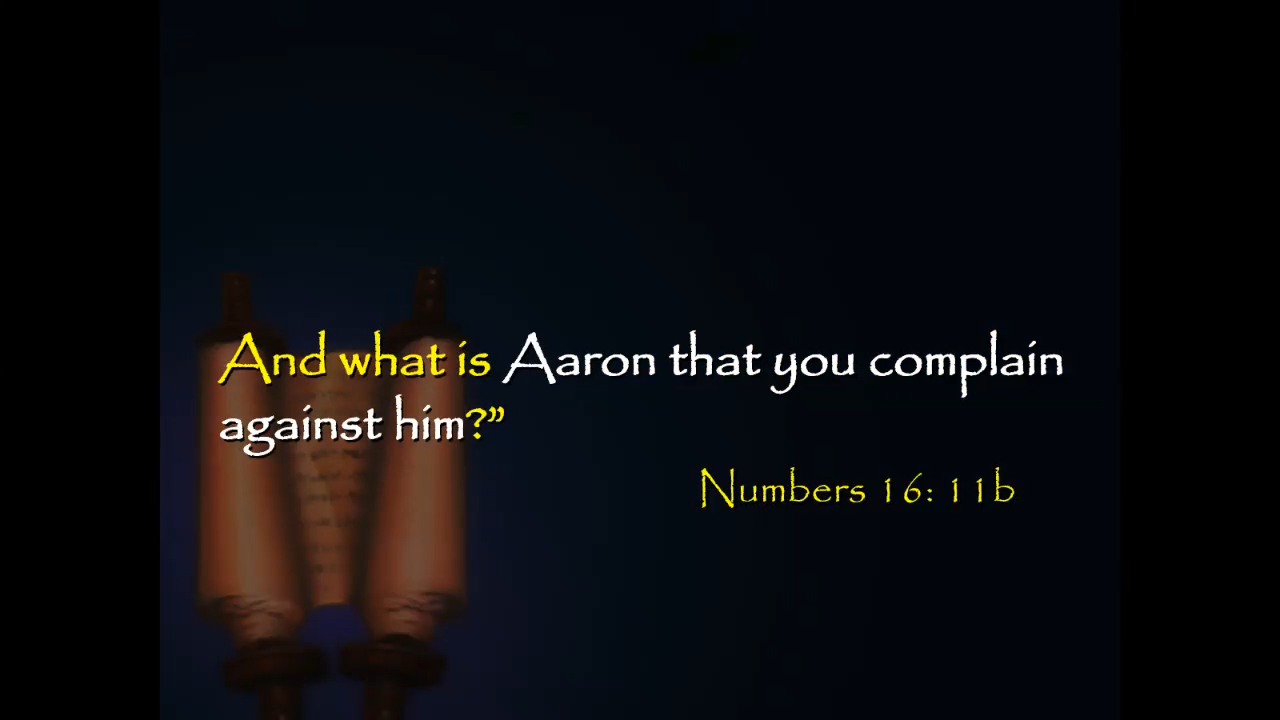 And what is Aaron that you complain
against him?”
Numbers 16: 11b